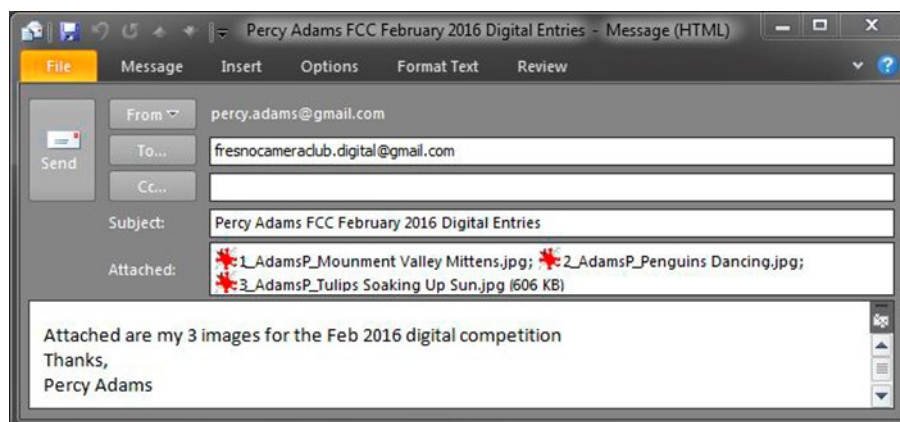 Percy Adams FCC February 2016 Digital Entries - Message (HTML)
File Message Insert Options Format Text Review
From percy.adams@gmail.com
Send
To... fresnocameraclub.digital@gmail.com
Cc...
Subject: Percy Adams FCC February 2016 Digital Entries
Attached: 1_AdamsP_Mounment Valley Mittens.jpg; 2_AdamsP_Penguins Dancing.jpg;
3_AdamsP_Tulips Soaking Up Sun.jpg (606 KB)
Attached are my 3 images for the Feb 2016 digital competition
Thanks,
Percy Adams